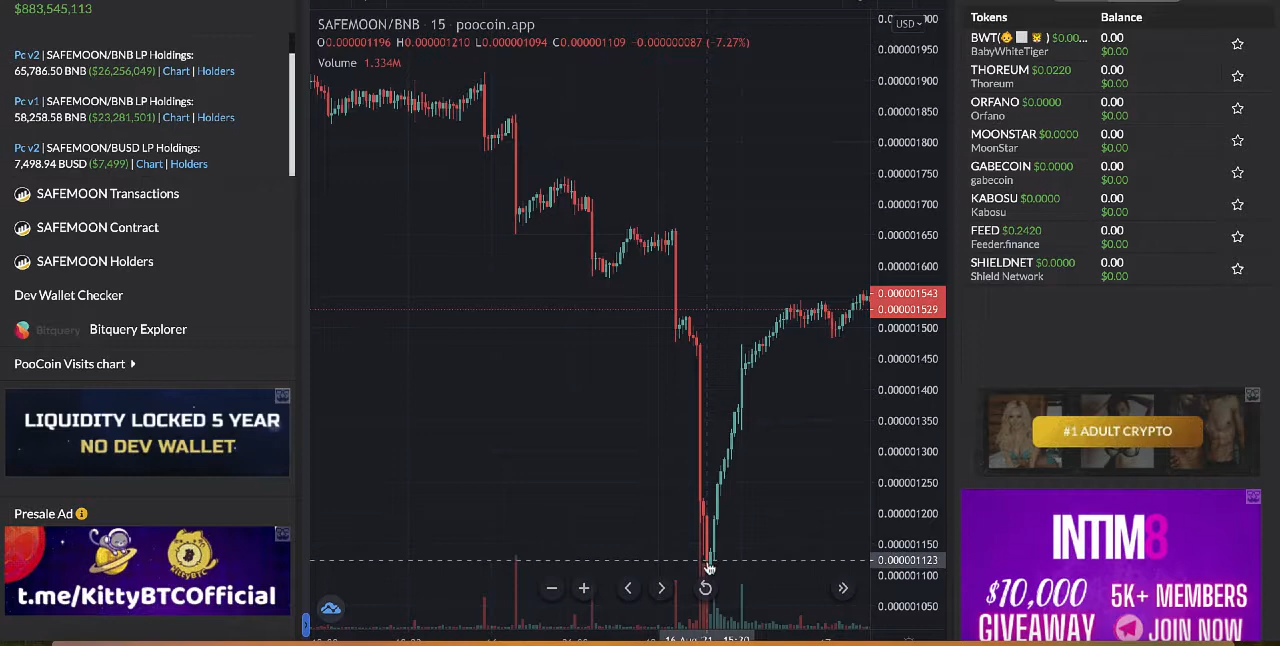 $883,545,113
Pc v2 | SAFEMOON/BNB LP Holdings:
65,786.50 BNB ($26,256,049) | Chart | Holders
Pc v1 | SAFEMOON/BNB LP Holdings:
58,258.58 BNB ($23,281,501) | Chart | Holders
Pc v2 | SAFEMOON/BUSD LP Holdings:
7,498.94 BUSD ($7,499) | Chart | Holders
SAFEMOON Transactions
SAFEMOON Contract
SAFEMOON Holders
Dev Wallet Checker
Bitquery Bitquery Explorer
PooCoin Visits chart
LIQUIDITY LOCKED 5 YEAR
NO DEV WALLET
Presale Ad
t.me/KittyBTCOfficial
SAFEMOON/BNB · 15 · poocoin.app
O0.000001196 H0.000001210 L0.000001094 C0.000001109 -0.000000087 (-7.27%)
Volume 1.334M
USD
0.000001950
0.000001900
0.000001850
0.000001800
0.000001750
0.000001700
0.000001650
0.000001600
0.000001543
0.000001529
0.000001500
0.000001450
0.000001400
0.000001350
0.000001300
0.000001250
0.000001200
0.000001150
0.000001123
0.000001100
0.000001050
16 Aug '21 15:30
Tokens Balance
BWT( ) $0.00... 0.00
BabyWhiteTiger $0.00
THOREUM $0.0220 0.00
Thoreum $0.00
ORFANO $0.0000 0.00
Orfano $0.00
MOONSTAR $0.0000 0.00
MoonStar $0.00
GABECOIN $0.0000 0.00
gabecoin $0.00
KABOSU $0.0000 0.00
Kabosu $0.00
FEED $0.2420 0.00
Feeder.finance $0.00
SHIELDNET $0.0000 0.00
Shield Network $0.00
#1 ADULT CRYPTO
INTIM8
$10,000
GIVEAWAY
5K+ MEMBERS
JOIN NOW